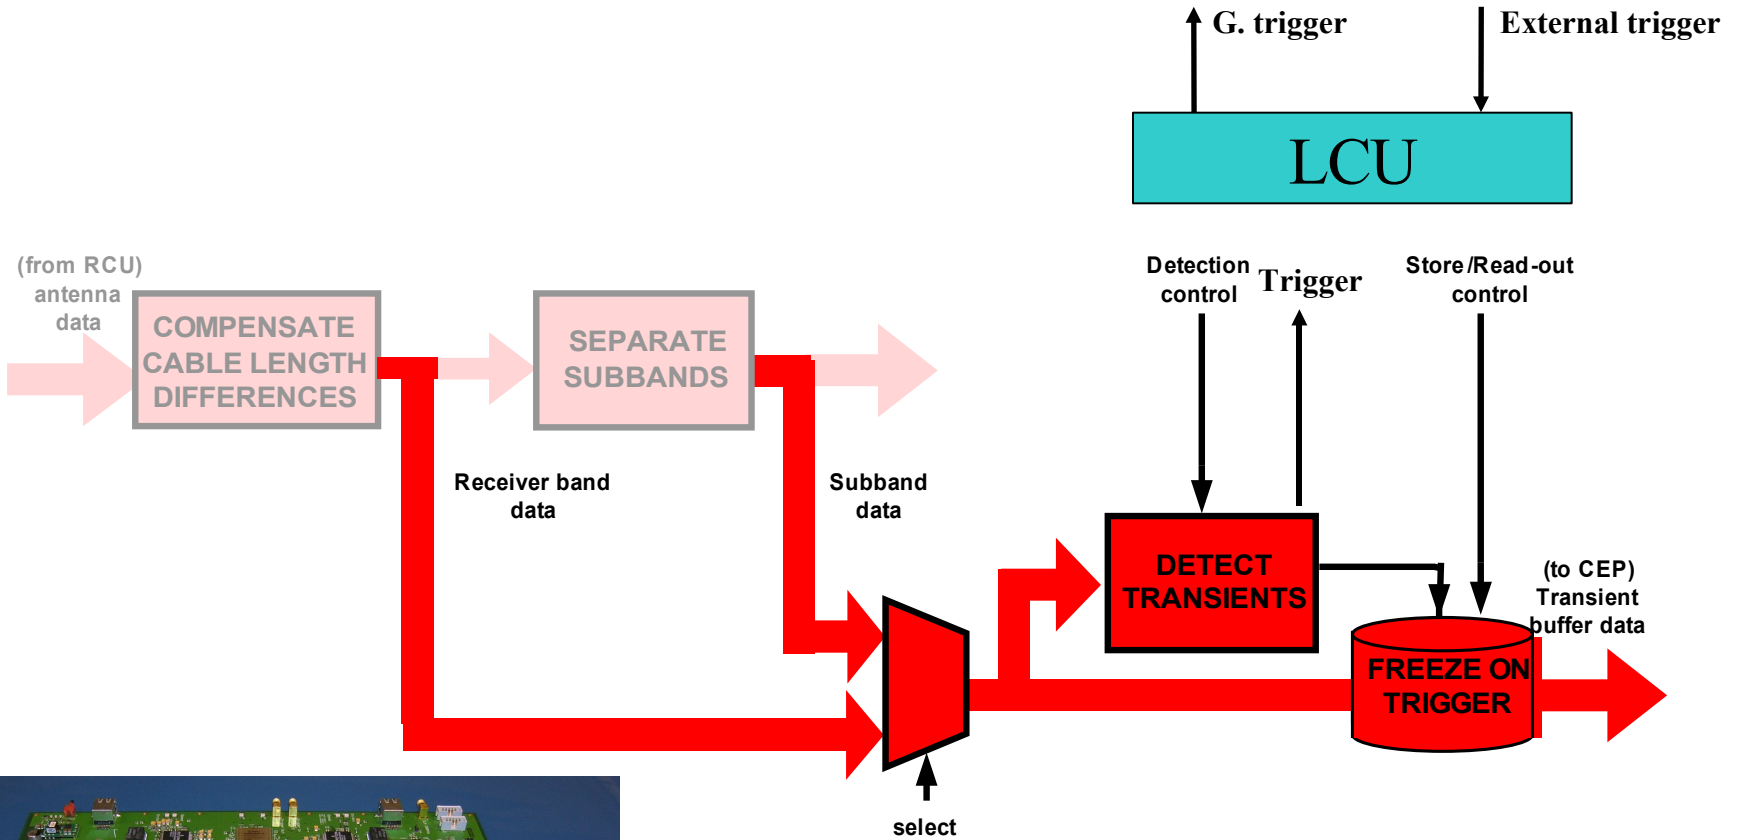 G. trigger
External trigger
LCU
(from RCU)
antenna
data
COMPENSATE
CABLE LENGTH
DIFFERENCES
SEPARATE
SUBBANDS
Detection
control
Trigger
Store/Read-out
control
Receiver band
data
Subband
data
DETECT
TRANSIENTS
(to CEP)
Transient
buffer data
FREEZE ON
TRIGGER
select